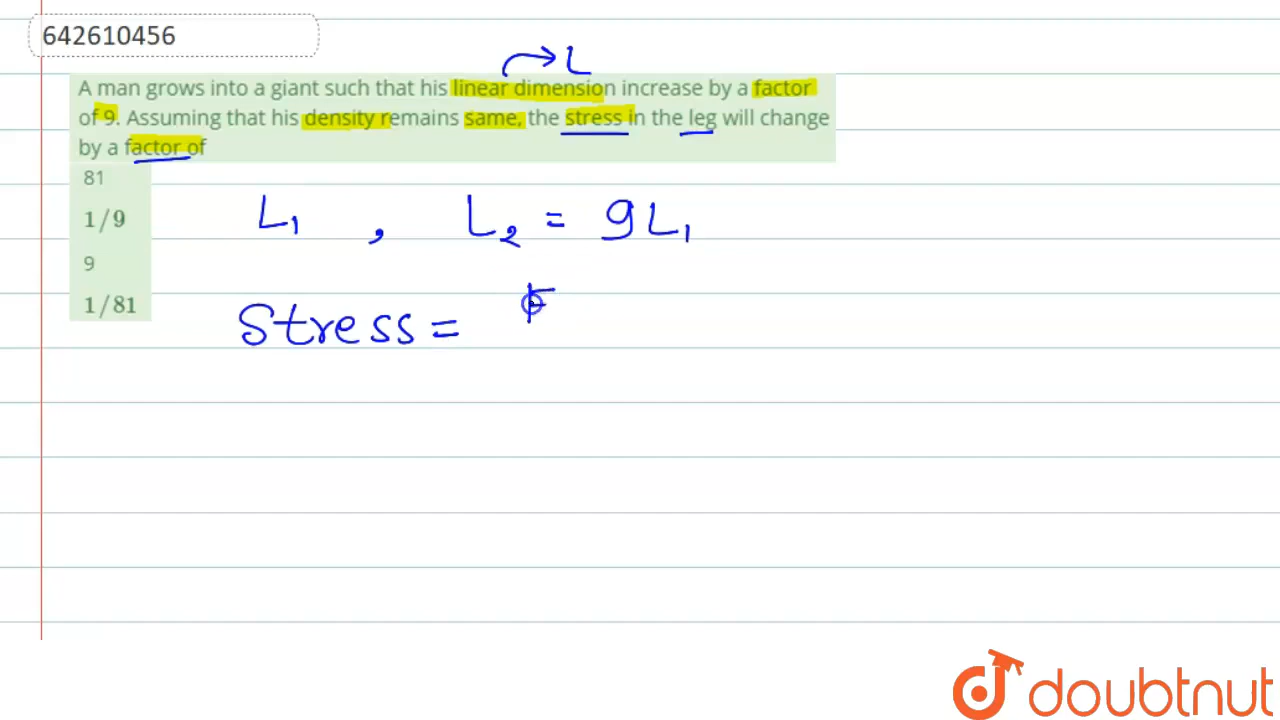 642610456
L
A man grows into a giant such that his linear dimension increase by a factor
of 9. Assuming that his density remains same, the stress in the leg will change
by a factor of
81
1/9
9
1/81
L₁ , L₂ = 9L₁
Stress = F
doubtnut